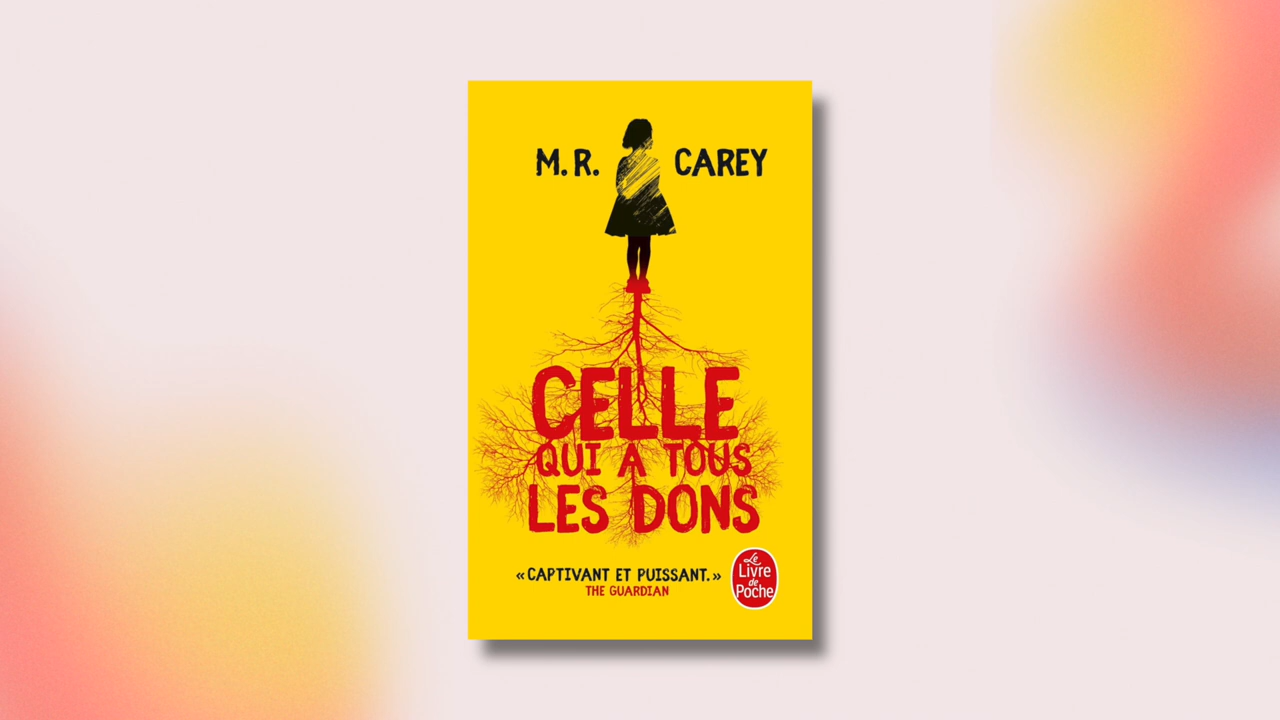 M. R. CAREY
CELLE
QUI A TOUS
LES DONS
« CAPTIVANT ET PUISSANT. »
THE GUARDIAN
Le
Livre
de
Poche